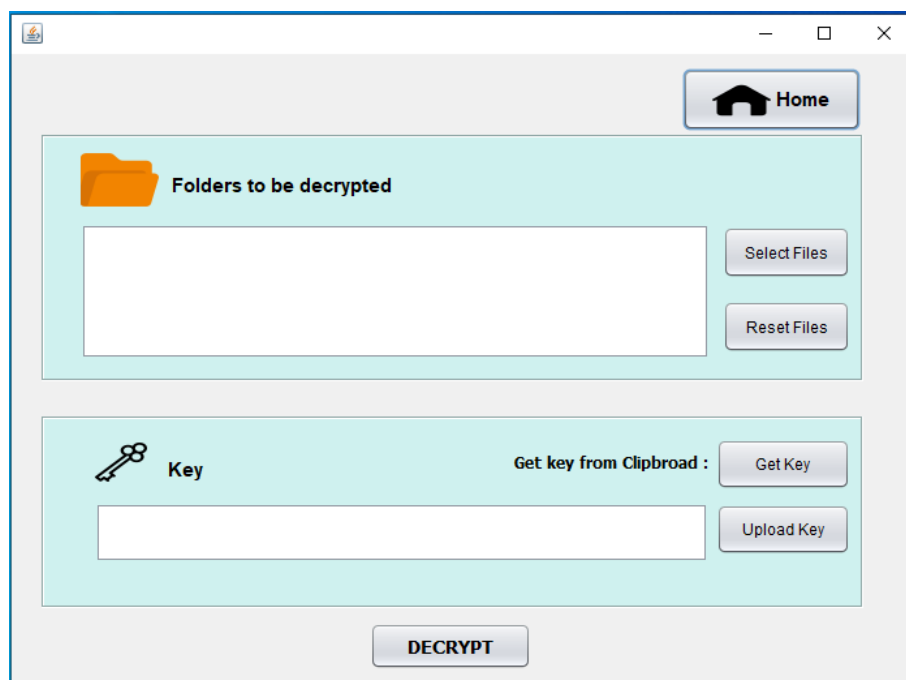 Home
Folders to be decrypted
Select Files
Reset Files
Key
Get key from Clipbroad :
Get Key
Upload Key
DECRYPT